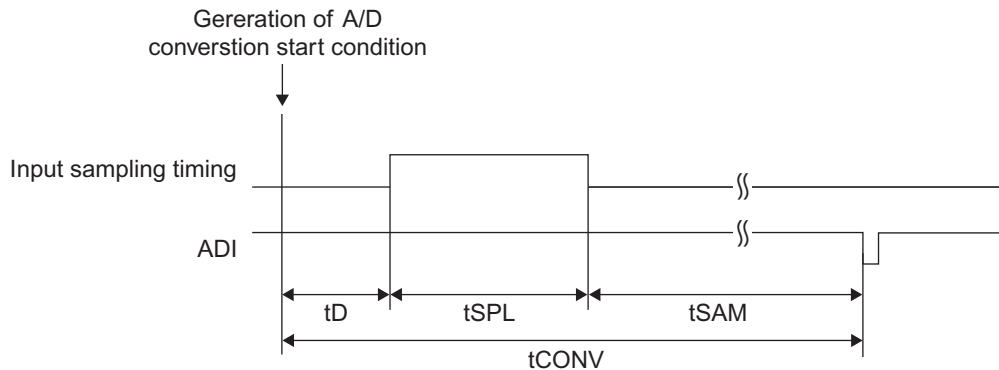 Gereration of A/D
converstion start condition
Input sampling timing
ADI
tD
tSPL
tSAM
tCONV